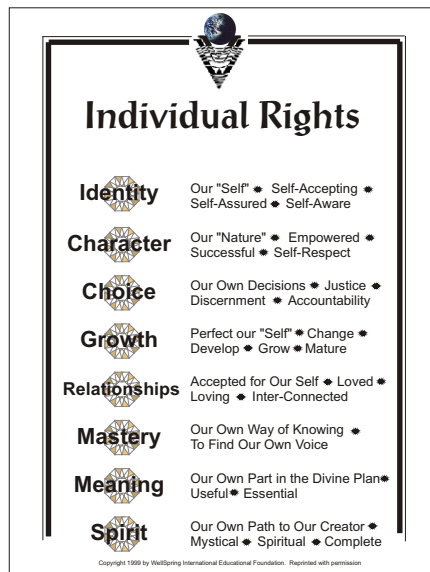 Individual Rights
Identity
Our "Self" ✹ Self-Accepting ✹
Self-Assured ✹ Self-Aware
Character
Our "Nature" ✹ Empowered ✹
Successful ✹ Self-Respect
Choice
Our Own Decisions ✹ Justice ✹
Discernment ✹ Accountability
Growth
Perfect our "Self" ✹ Change ✹
Develop ✹ Grow ✹ Mature
Relationships
Accepted for Our Self ✹ Loved ✹
Loving ✹ Inter-Connected
Mastery
Our Own Way of Knowing ✹
To Find Our Own Voice
Meaning
Our Own Part in the Divine Plan ✹
Useful ✹ Essential
Spirit
Our Own Path to Our Creator ✹
Mystical ✹ Spiritual ✹ Complete
Copyright 1999 by WellSpring International Educational Foundation. Reprinted with permission